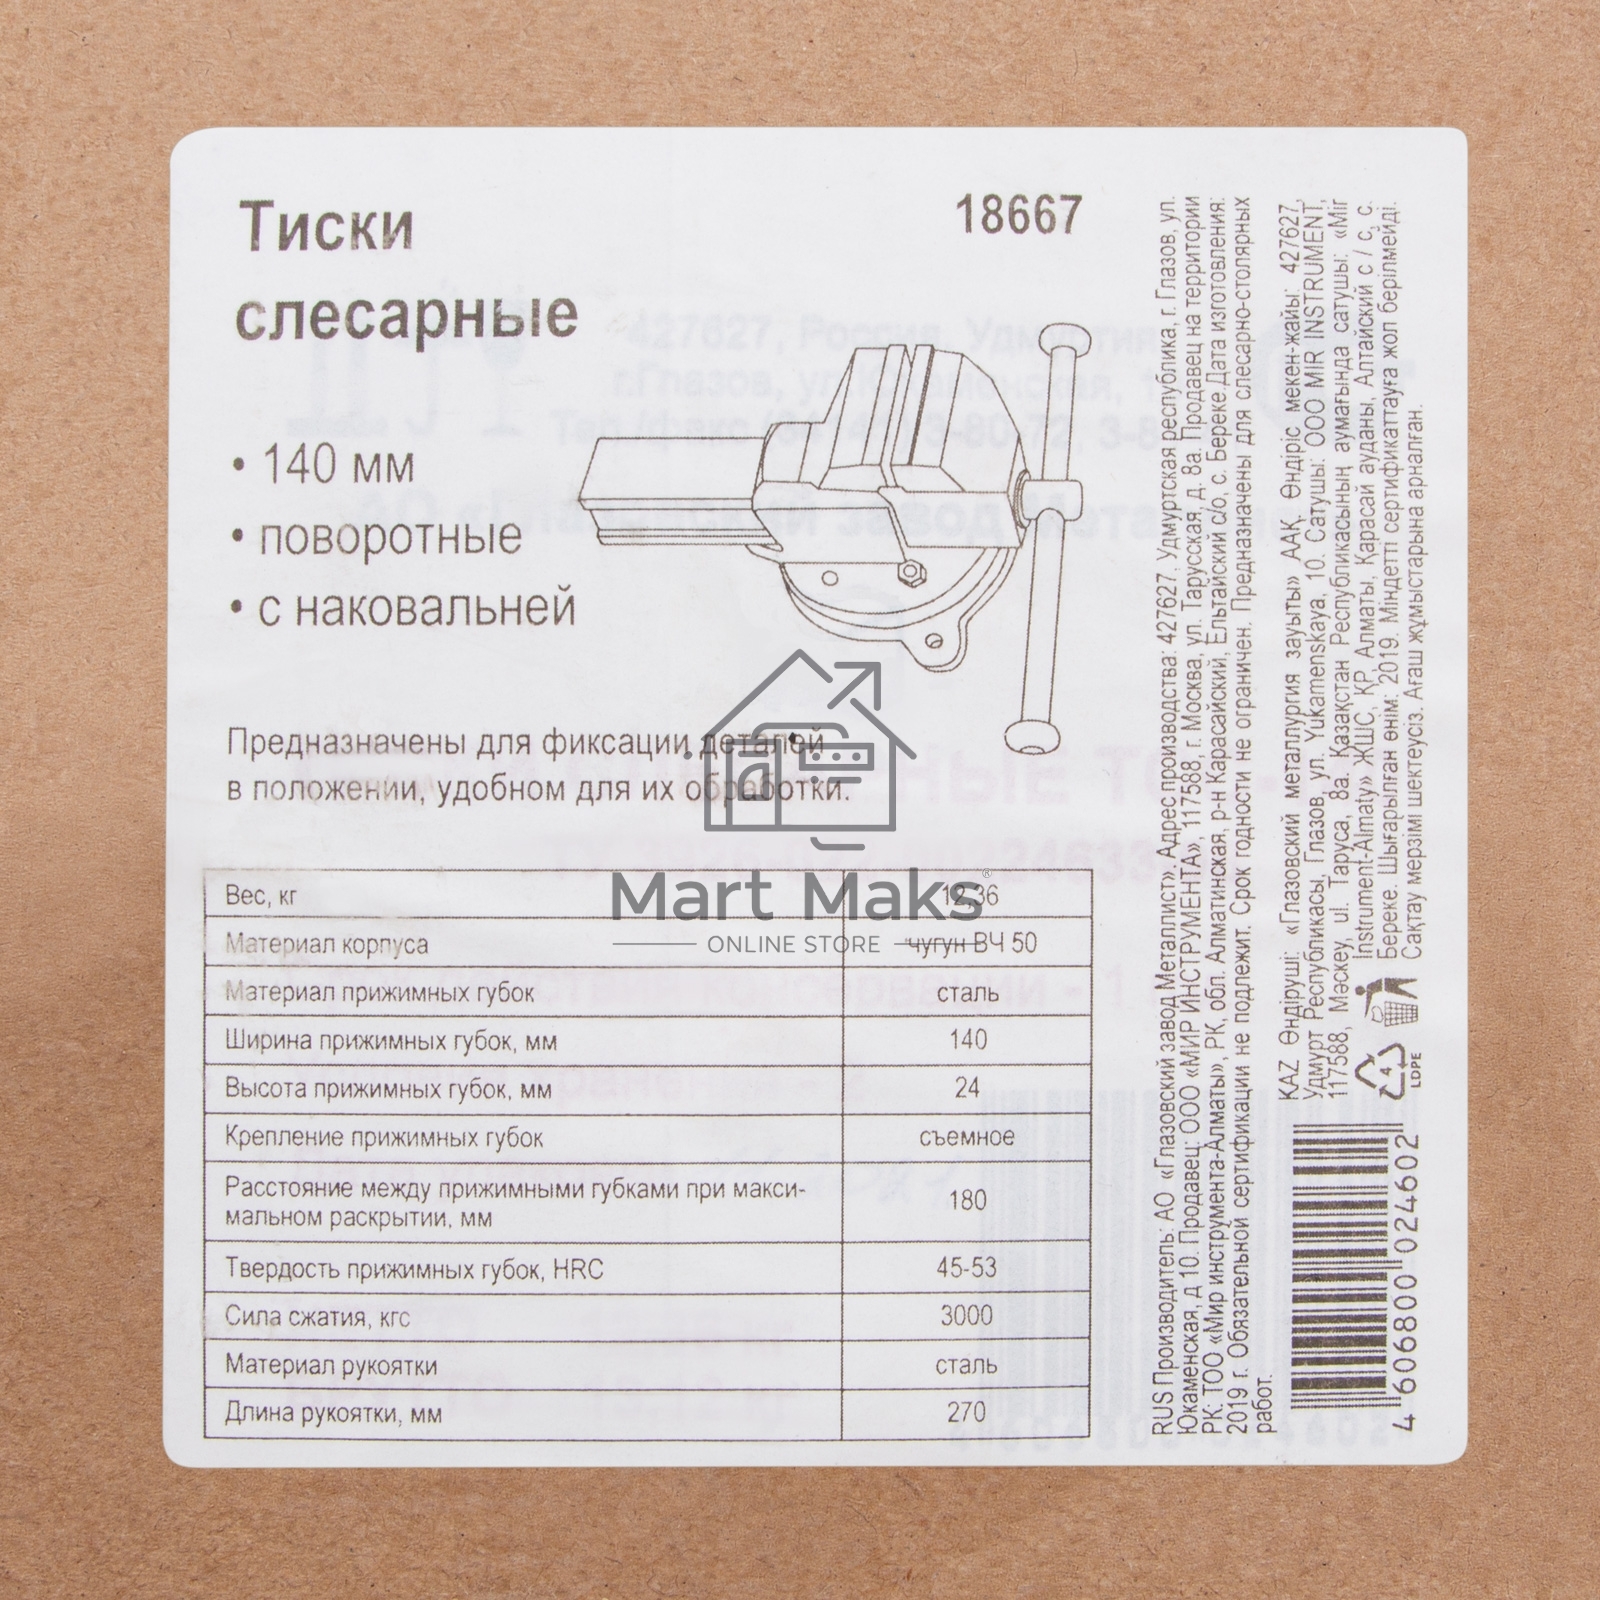 Тиски
слесарные
18667
• 140 мм
• поворотные
• с наковальней
Предназначены для фиксации деталей
в положении, удобном для их обработки.
Mart Maks®
ONLINE STORE
Вес, кг 12,36
Материал корпуса чугун ВЧ 50
Материал прижимных губок сталь
Ширина прижимных губок, мм 140
Высота прижимных губок, мм 24
Крепление прижимных губок съемное
Расстояние между прижимными губками при макси-
мальном раскрытии, мм 180
Твердость прижимных губок, HRC 45-53
Сила сжатия, кгс 3000
Материал рукоятки сталь
Длина рукоятки, мм 270
RUS Производитель: АО «Глазовский завод Металлист». Адрес производства: 427627, Удмуртская республика, г. Глазов, ул.
Юкаменская, д 10. Продавец: ООО «МИР ИНСТРУМЕНТА», 117588, г. Москва, ул. Тарусская, д. 8а. Продавец на территории
РК: ТОО «Мир инструмента-Алматы», РК, обл. Алматинская, р-н Карасайский, Ельтайский с/о, с. Береке.Дата изготовления:
2019 г. Обязательной сертификации не подлежит. Срок годности не ограничен. Предназначены для слесарно-столярных
работ.
KAZ Өндіруші: «Глазовский металлургия зауыты» ААҚ. Өндіріс мекен-жайы: 427627,
Удмурт Республикасы, Глазов, ул. Yukamenskaya, 10. Сатушы: ООО MIR INSTRUMENT,
117588, Мәскеу, ul. Таруса, 8а. Қазақстан Республикасының аумағында сатушы: «Mir
Instrument-Almaty» ЖШС, ҚР, Алматы, Қарасай ауданы, Алтайский с / с, с.
Береке. Шығарылған өнім: 2019. Міндетті сертификаттауға жол берілмейді.
Сақтау мерзімі шектеусіз. Ағаш жұмыстарына арналған.
4
LDPE
4 606800 024602